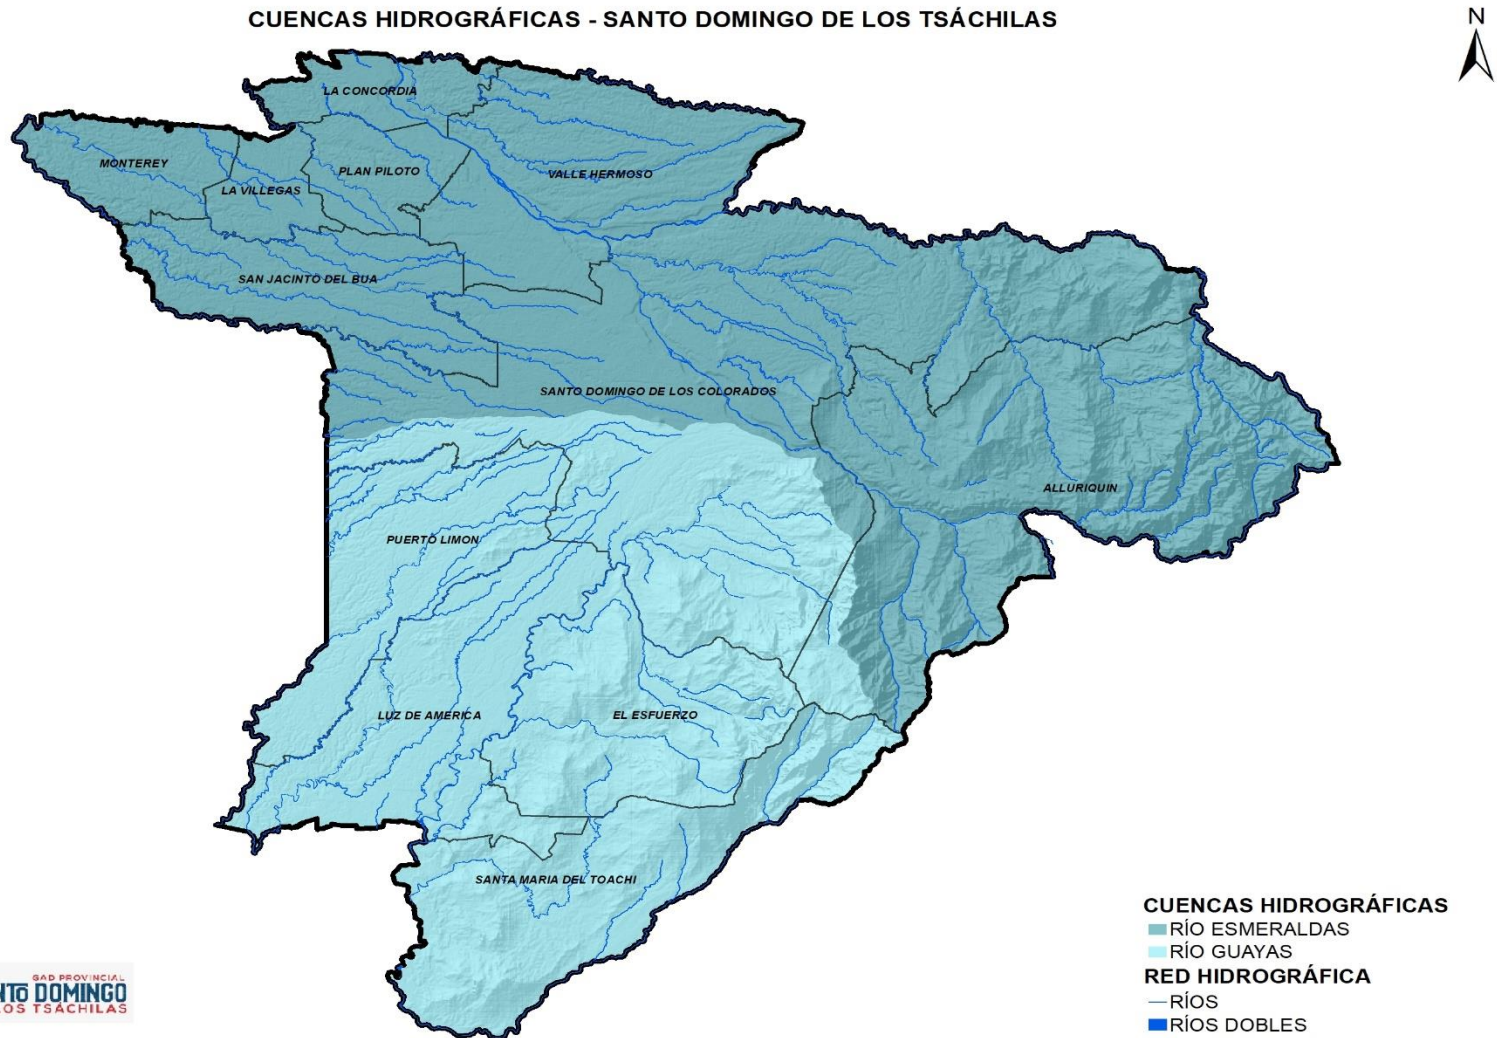 CUENCAS HIDROGRÁFICAS - SANTO DOMINGO DE LOS TSÁCHILAS
N
LA CONCORDIA
MONTEREY
LA VILLEGAS
PLAN PILOTO
VALLE HERMOSO
SAN JACINTO DEL BUA
SANTO DOMINGO DE LOS COLORADOS
ALLURIQUIN
PUERTO LIMON
LUZ DE AMERICA
EL ESFUERZO
SANTA MARIA DEL TOACHI
CUENCAS HIDROGRÁFICAS
RÍO ESMERALDAS
RÍO GUAYAS
RED HIDROGRÁFICA
RÍOS
RÍOS DOBLES
GAD PROVINCIAL
NTO DOMINGO
LOS TSÁCHILAS